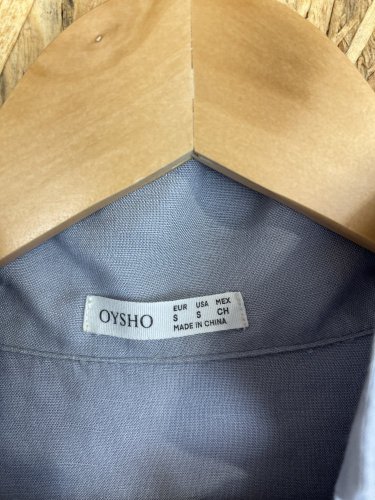 OYSHO
EUR USA MEX
S S CH
MADE IN CHINA